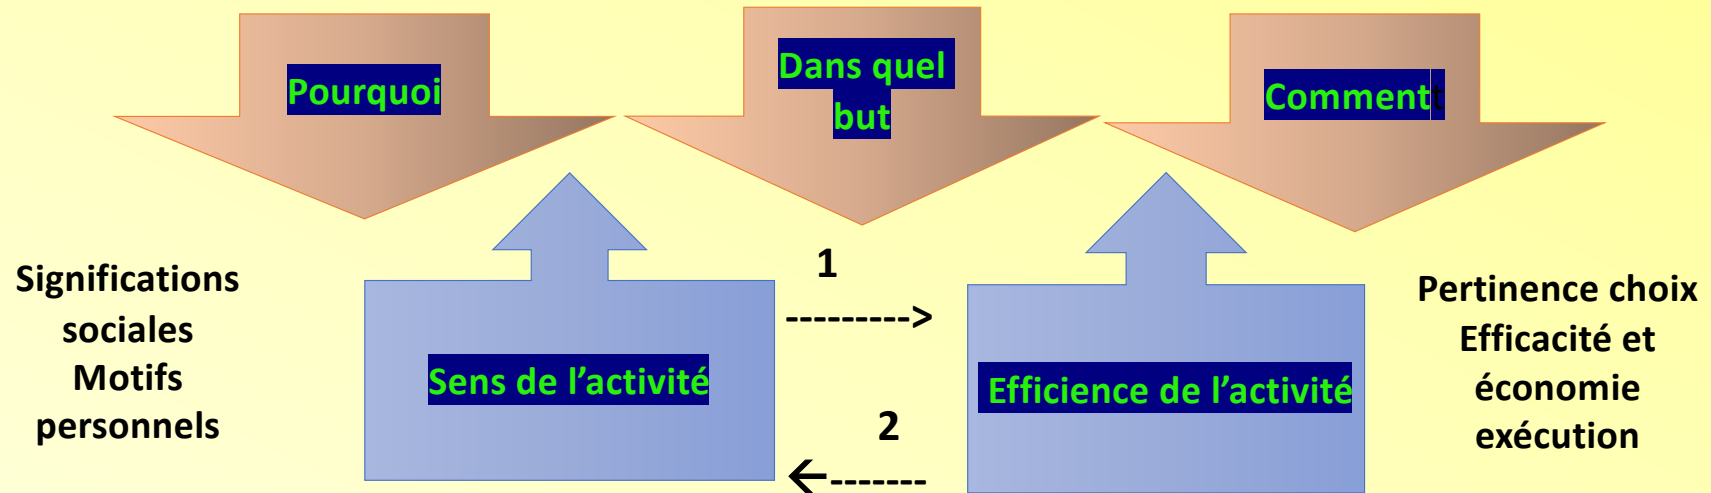 Pourquoi
Dans quel
but
Commentt
Significations
sociales
Motifs
personnels
Sens de l’activité
1
--------->
2
←-------
Efficience de l’activité
Pertinence choix
Efficacité et
économie
exécution